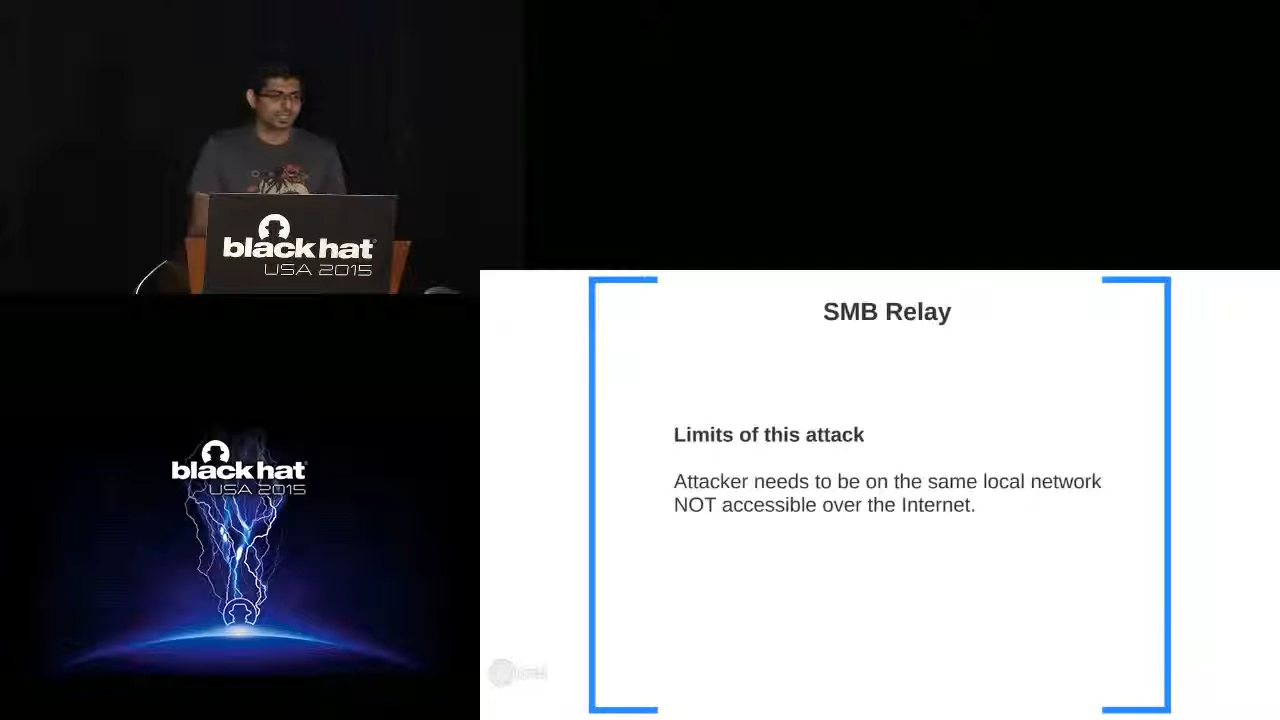 black hat
USA 2015
SMB Relay
Limits of this attack
Attacker needs to be on the same local network
NOT accessible over the Internet.
black hat
USA 2015